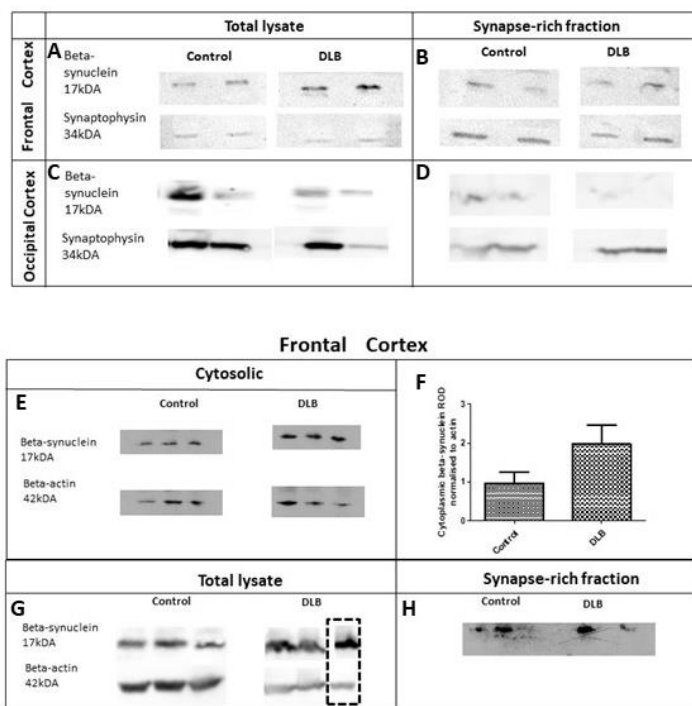 Total lysate
Synapse-rich fraction
Frontal Cortex
A
Beta-
synuclein
17kDA
Control
DLB
B
Control
DLB
Synaptophysin
34kDA
Occipital Cortex
C
Beta-
synuclein
17kDA
D
Synaptophysin
34kDA
Frontal Cortex
Cytosolic
E
Control
DLB
Beta-synuclein
17kDA
Beta-actin
42kDA
F
Cytoplasmic beta-synuclein ROD
normalised to actin
3
2
1
0
Control
DLB
Total lysate
Synapse-rich fraction
G
Control
DLB
H
Control
DLB
Beta-synuclein
17kDA
Beta-actin
42kDA